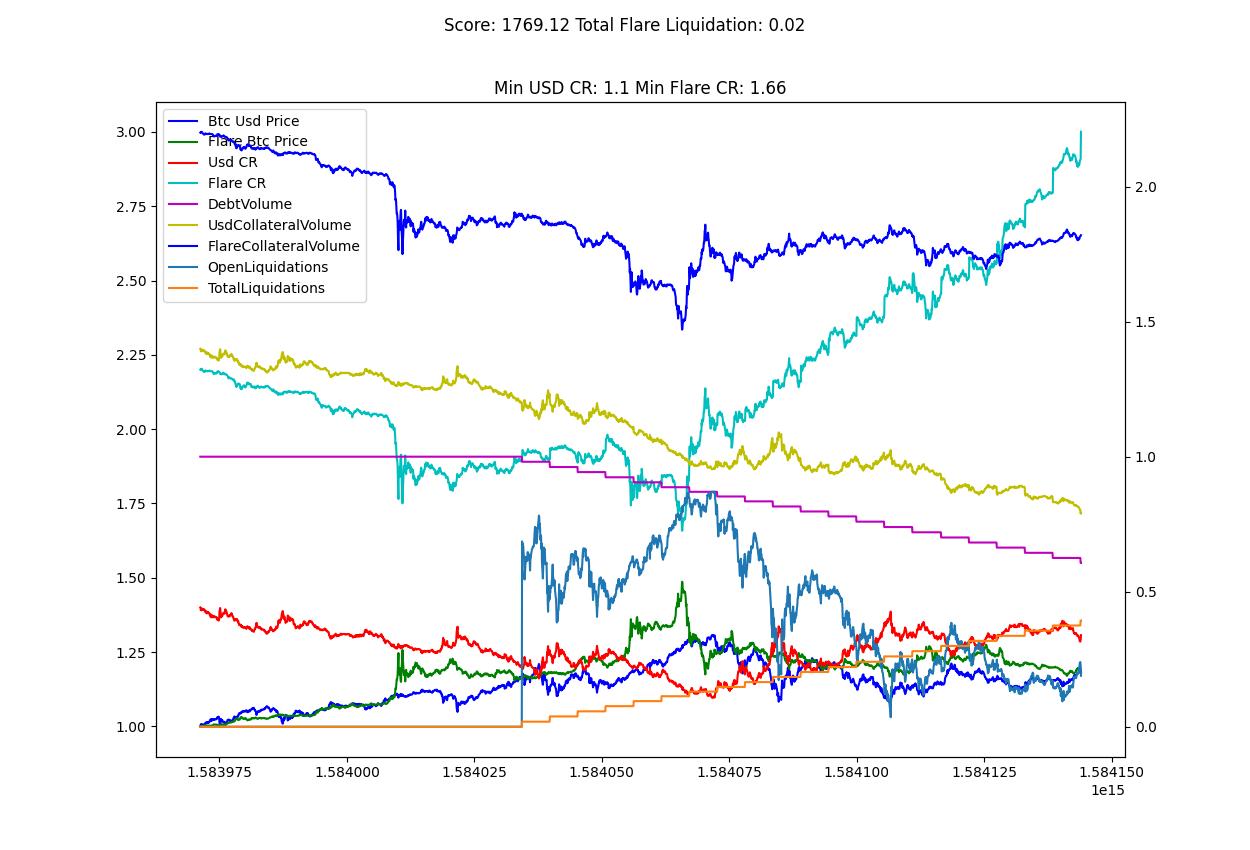 Score: 1769.12 Total Flare Liquidation: 0.02
Min USD CR: 1.1 Min Flare CR: 1.66
Btc Usd Price
Flare Btc Price
Usd CR
Flare CR
DebtVolume
UsdCollateralVolume
FlareCollateralVolume
OpenLiquidations
TotalLiquidations
3.00
2.75
2.50
2.25
2.00
1.75
1.50
1.25
1.00
2.0
1.5
1.0
0.5
0.0
1.583975
1.584000
1.584025
1.584050
1.584075
1.584100
1.584125
1.584150
1e15